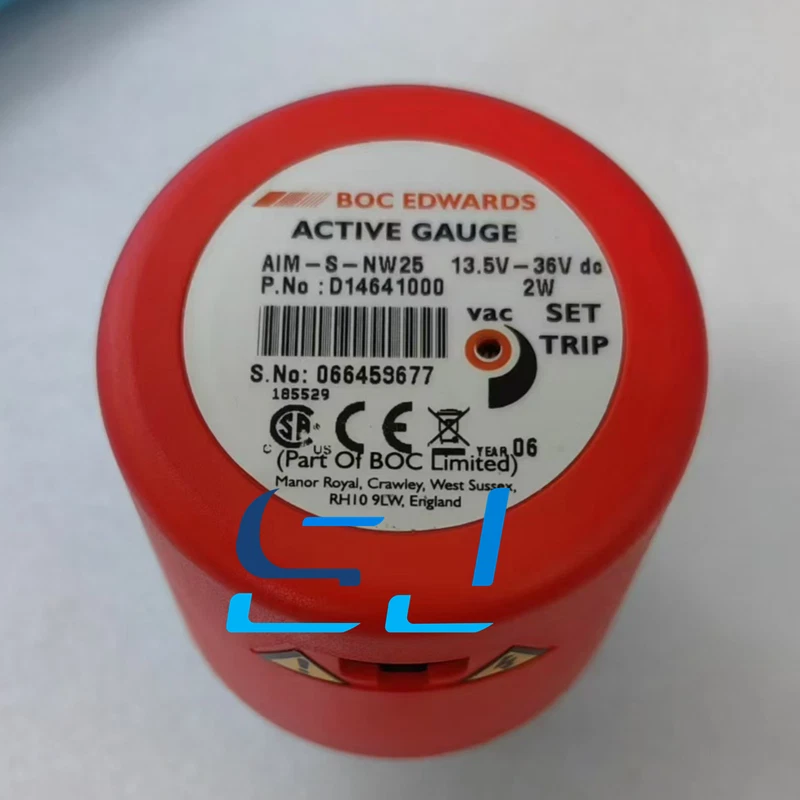 BOC EDWARDS
ACTIVE GAUGE
AIM-S-NW25 13.5V-36V dc
P.No : D14641000 2W
vac SET
TRIP
S.No: 066459677
185529
C US YEAR 06
(Part Of BOC Limited)
Manor Royal, Crawley, West Sussex,
RH10 9LW, England
SJ